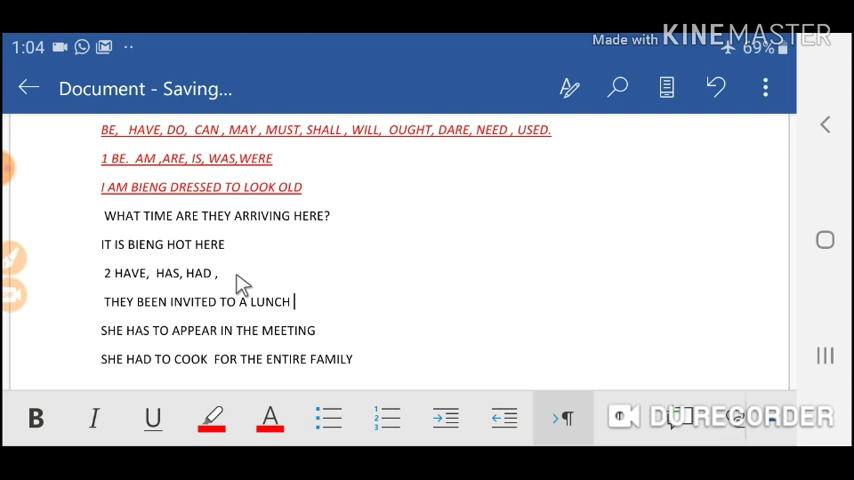 Made with KINEMASTER
1:04 69%
Document - Saving...
BE, HAVE, DO, CAN, MAY , MUST, SHALL , WILL, OUGHT, DARE, NEED , USED.
1 BE. AM ,ARE, IS, WAS,WERE
I AM BIENG DRESSED TO LOOK OLD
WHAT TIME ARE THEY ARRIVING HERE?
IT IS BIENG HOT HERE
2 HAVE, HAS, HAD ,
THEY BEEN INVITED TO A LUNCH
SHE HAS TO APPEAR IN THE MEETING
SHE HAD TO COOK FOR THE ENTIRE FAMILY
B I U A 1 2 3 ¶ DU RECORDER